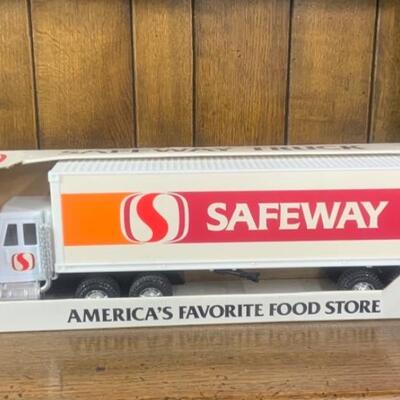 SAFEWAY TRUCK
S SAFEWAY
S
AMERICA'S FAVORITE FOOD STORE